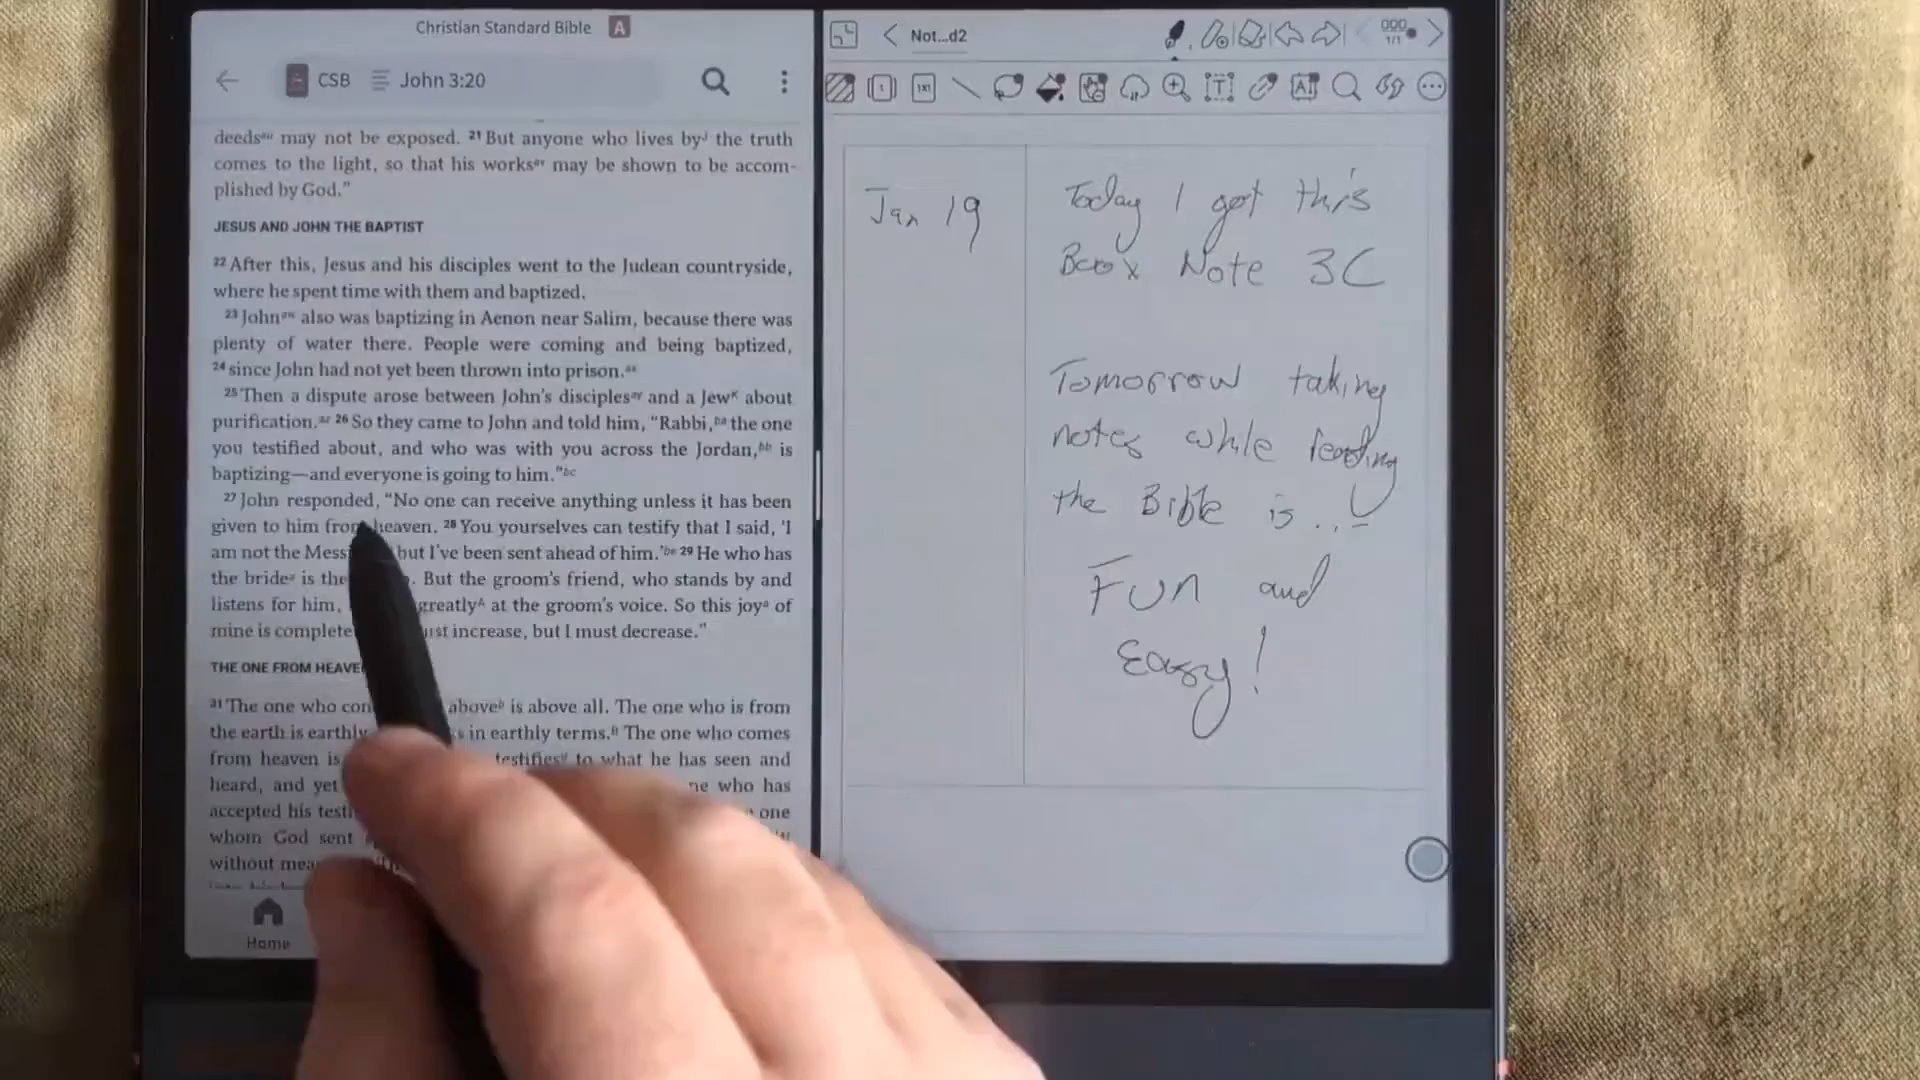 Christian Standard Bible A
CSB John 3:20
deeds may not be exposed. 21 But anyone who lives by the truth
comes to the light, so that his works may be shown to be accom-
plished by God.”
JESUS AND JOHN THE BAPTIST
22 After this, Jesus and his disciples went to the Judean countryside,
where he spent time with them and baptized.
23 John also was baptizing in Aenon near Salim, because there was
plenty of water there. People were coming and being baptized,
24 since John had not yet been thrown into prison.
25 Then a dispute arose between John’s disciples and a Jew about
purification. 26 So they came to John and told him, “Rabbi, the one
you testified about, and who was with you across the Jordan, is
baptizing—and everyone is going to him.”
27 John responded, “No one can receive anything unless it has been
given to him from heaven. 28 You yourselves can testify that I said, ‘I
am not the but I’ve been sent ahead of him.’ 29 He who has
the bride is the But the groom’s friend, who stands by and
listens for him, greatly at the groom’s voice. So this joy of
mine is complete increase, but I must decrease.”
THE ONE FROM
31 The one who above is above all. The one who is from
the earth is earthly in earthly terms. The one who comes
from heaven is testifies to what he has seen and
heard, and yet who has
accepted his one
whom God sent
without
Home
Not...d2
1/1
Jan 19
Today I got this
Boox Note 3C
Tomorrow taking
notes while reading
the Bible is...
Fun and
Easy!